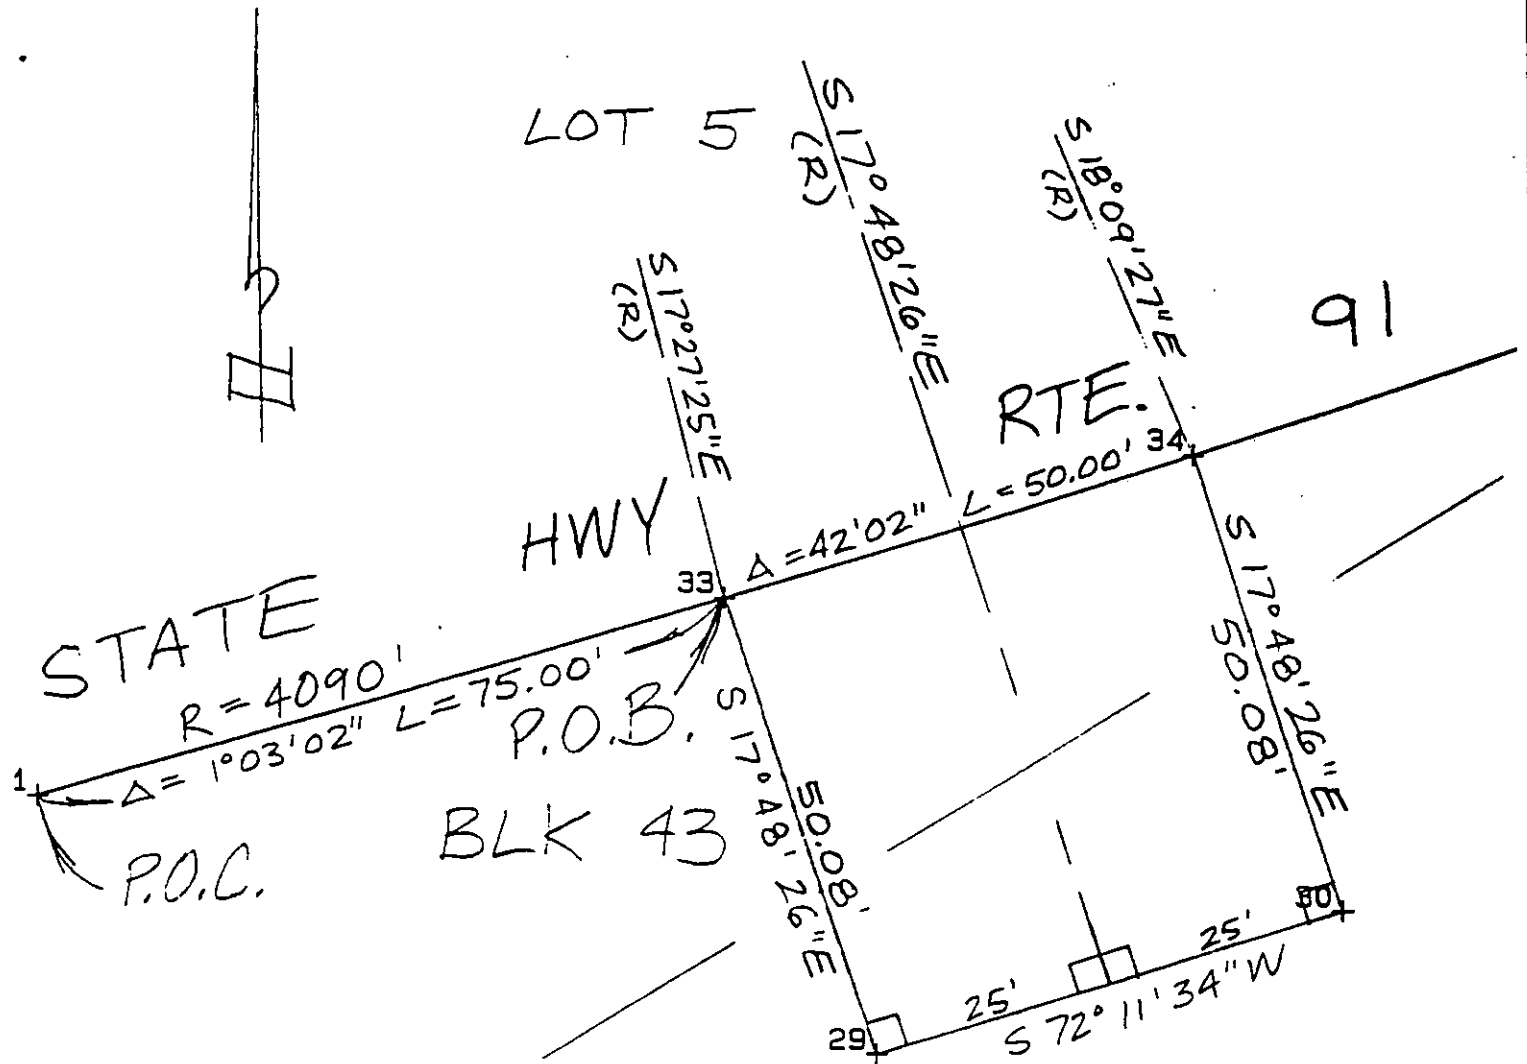 LOT 5
S 17° 48' 26" E
(R)
S 18° 09' 27" E
(R)
S 17° 27' 25" E
(R)
N
91
RTE.
HWY
STATE
34
L = 50.00'
Δ = 42' 02"
33
R = 4090'
L = 75.00'
Δ = 1° 03' 02"
1
P.O.B.
P.O.C.
BLK 43
S 17° 48' 26" E
50.08'
S 17° 48' 26" E
50.08'
30
25'
25'
S 72° 11' 34" W
29